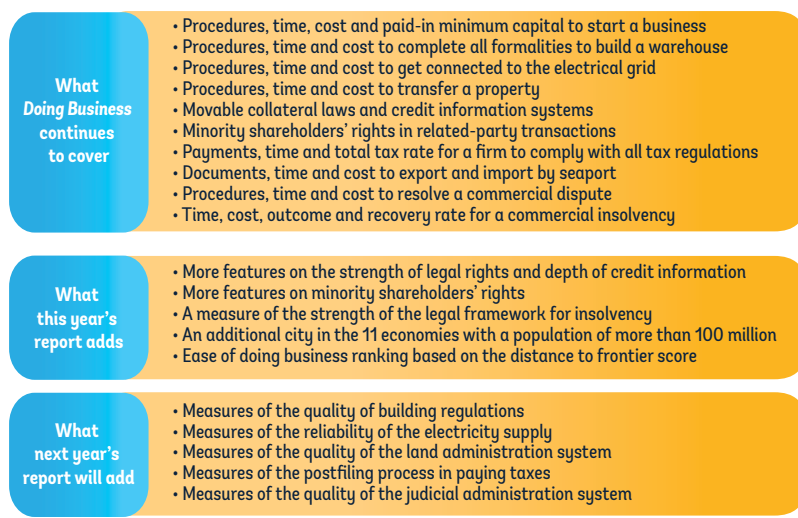 What
Doing Business
continues
to cover
• Procedures, time, cost and paid-in minimum capital to start a business
• Procedures, time and cost to complete all formalities to build a warehouse
• Procedures, time and cost to get connected to the electrical grid
• Procedures, time and cost to transfer a property
• Movable collateral laws and credit information systems
• Minority shareholders' rights in related-party transactions
• Payments, time and total tax rate for a firm to comply with all tax regulations
• Documents, time and cost to export and import by seaport
• Procedures, time and cost to resolve a commercial dispute
• Time, cost, outcome and recovery rate for a commercial insolvency
What
this year's
report adds
• More features on the strength of legal rights and depth of credit information
• More features on minority shareholders' rights
• A measure of the strength of the legal framework for insolvency
• An additional city in the 11 economies with a population of more than 100 million
• Ease of doing business ranking based on the distance to frontier score
What
next year's
report will add
• Measures of the quality of building regulations
• Measures of the reliability of the electricity supply
• Measures of the quality of the land administration system
• Measures of the postfiling process in paying taxes
• Measures of the quality of the judicial administration system